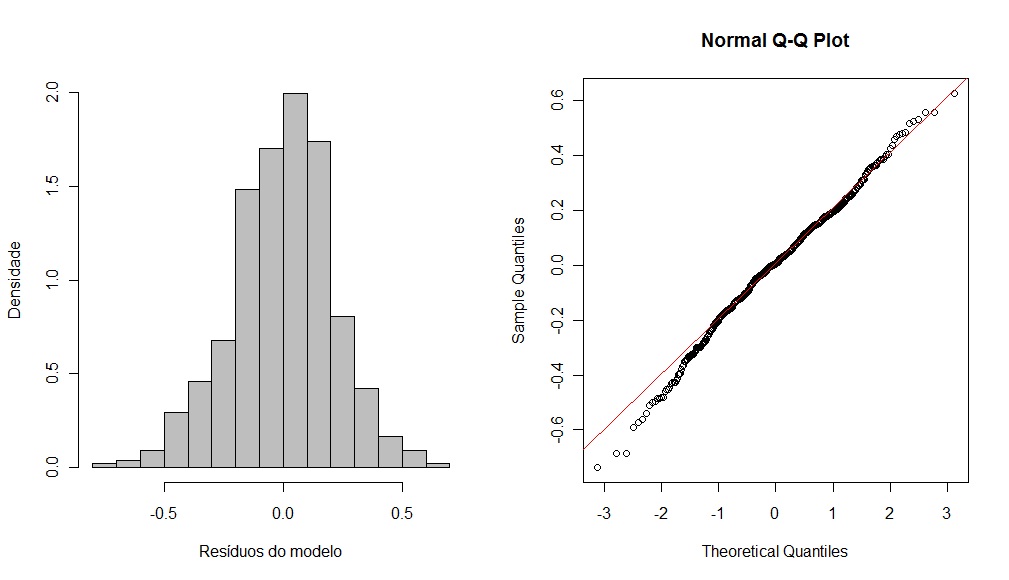 Densidade
2.0
1.5
1.0
0.5
0.0
-0.5 0.0 0.5
Resíduos do modelo
Normal Q-Q Plot
Sample Quantiles
0.6
0.4
0.2
0.0
-0.2
-0.4
-0.6
-3 -2 -1 0 1 2 3
Theoretical Quantiles